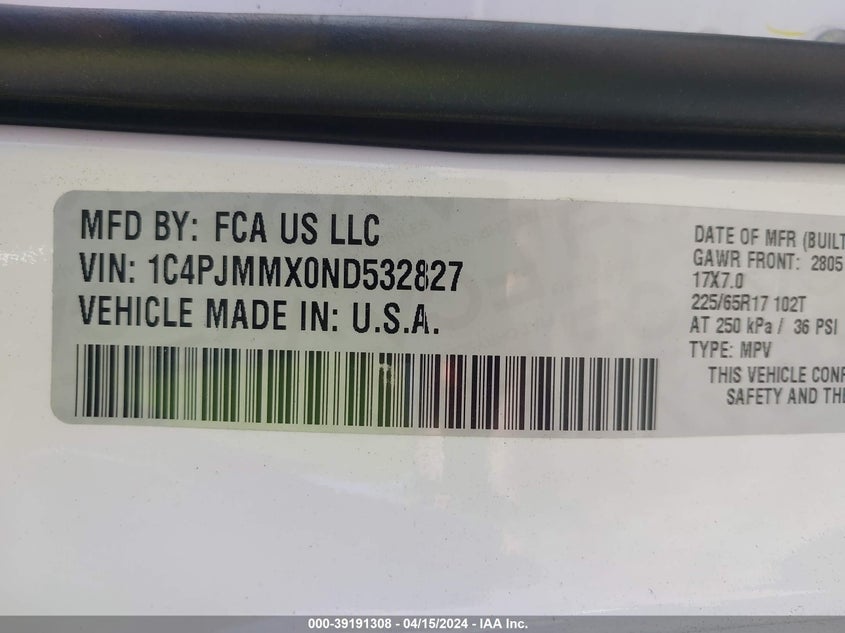 MFD BY: FCA US LLC
VIN: 1C4PJMMX0ND532827
VEHICLE MADE IN: U.S.A.
DATE OF MFR (BUILT
GAWR FRONT: 2805
17X7.0
225/65R17 102T
AT 250 kPa / 36 PSI
TYPE: MPV
THIS VEHICLE CONF
SAFETY AND THE
000-39191308 - 04/15/2024 - IAA Inc.